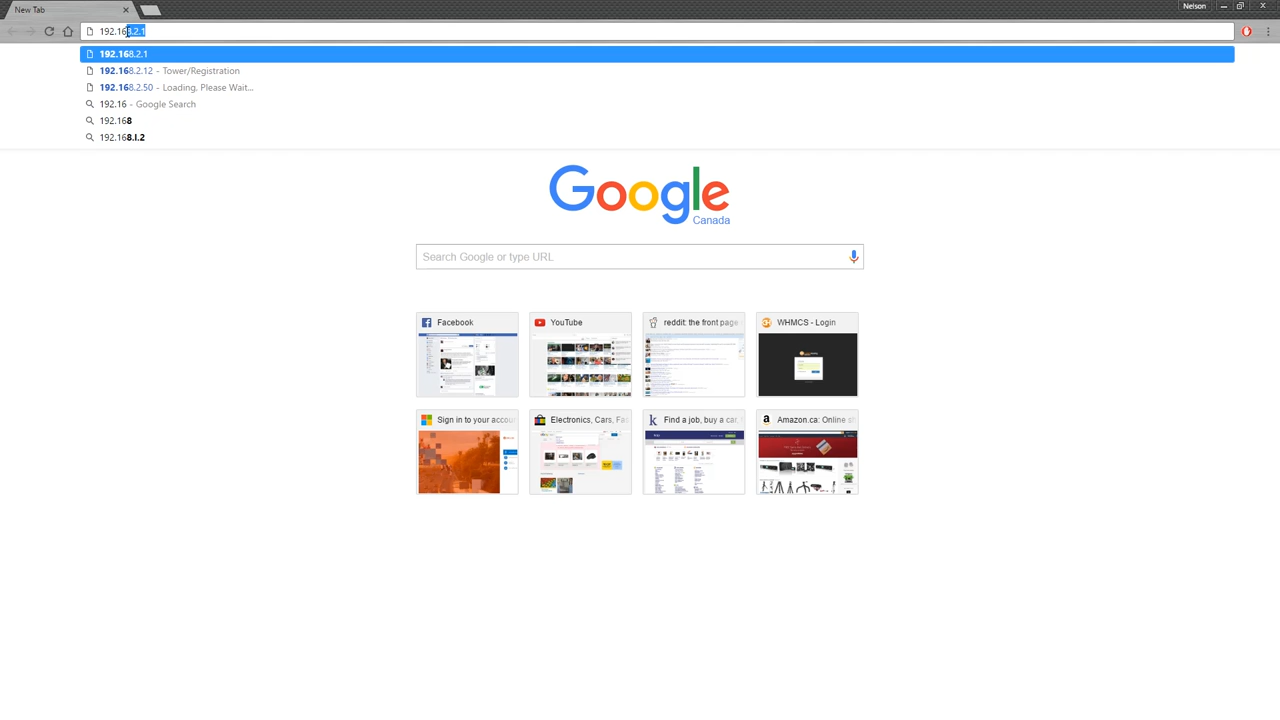 New Tab
Nelson
192.168.2.1
192.168.2.1
192.168.2.12 - Tower/Registration
192.168.2.50 - Loading, Please Wait...
192.16 - Google Search
192.168
192.168.l.2
Google
Canada
Search Google or type URL
Facebook
YouTube
reddit: the front page
WHMCS - Login
Sign in to your accou
Electronics, Cars, Fa
Find a job, buy a car,
Amazon.ca: Online s